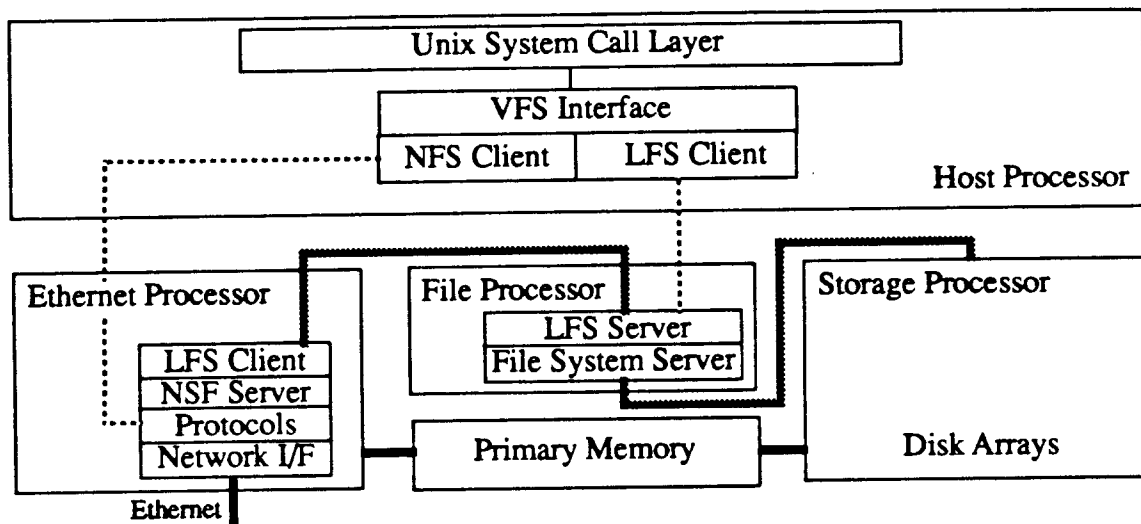 Unix System Call Layer
VFS Interface
NFS Client
LFS Client
Host Processor
Ethernet Processor
LFS Client
NSF Server
Protocols
Network I/F
Ethernet
File Processor
LFS Server
File System Server
Primary Memory
Storage Processor
Disk Arrays